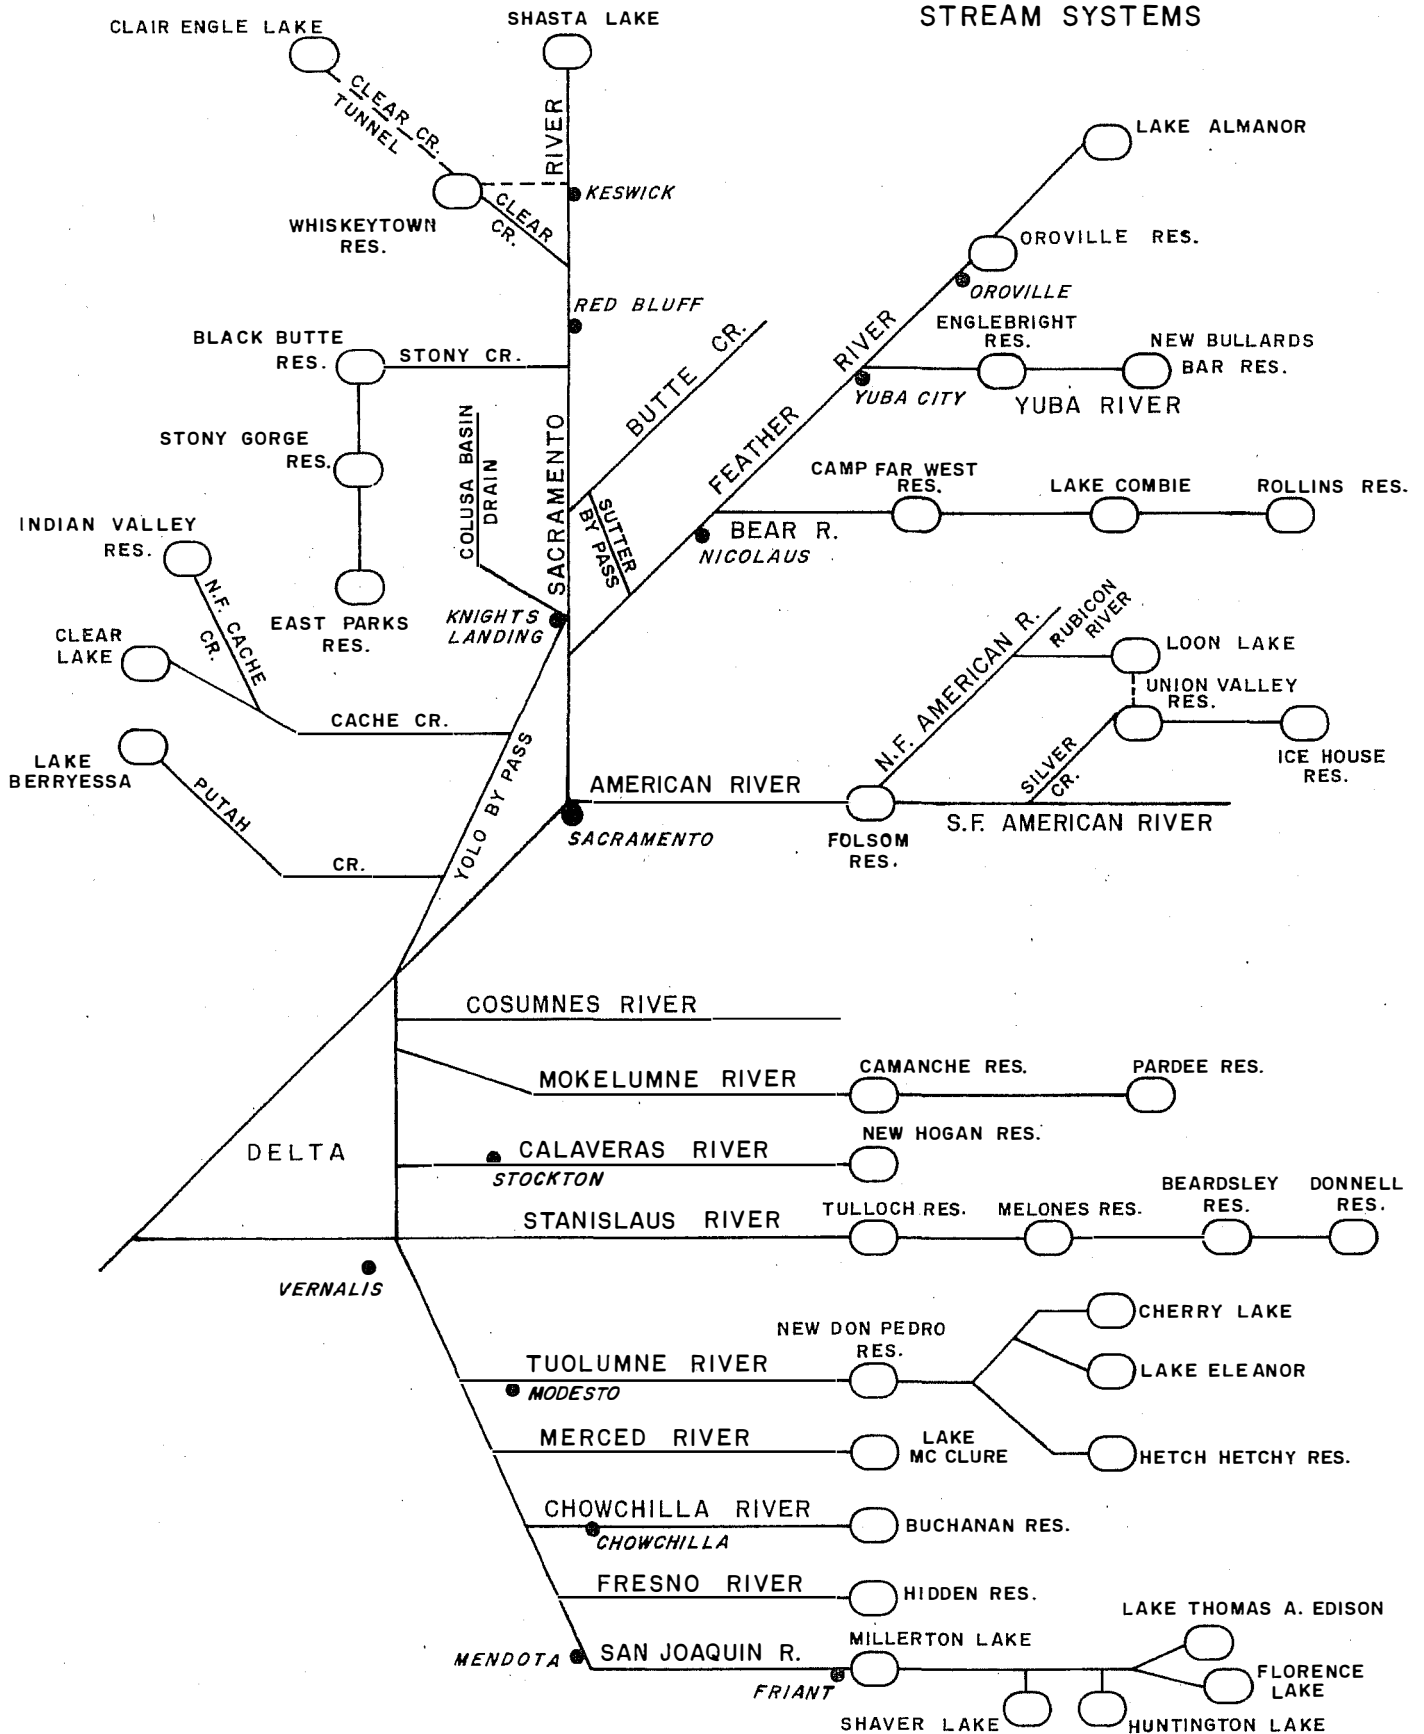 STREAM SYSTEMS
SHASTA LAKE
CLAIR ENGLE LAKE
CLEAR CR.
TUNNEL
RIVER
LAKE ALMANOR
KESWICK
CLEAR
CR.
WHISKEYTOWN
RES.
OROVILLE RES.
OROVILLE
RED BLUFF
BLACK BUTTE
RES.
STONY CR.
BUTTE CR.
FEATHER RIVER
ENGLEBRIGHT
RES.
NEW BULLARDS
BAR RES.
YUBA CITY
YUBA RIVER
STONY GORGE
RES.
COLUSA BASIN
DRAIN
SACRAMENTO
SUTTER
BY PASS
CAMP FAR WEST
RES.
LAKE COMBIE
ROLLINS RES.
BEAR R.
NICOLAUS
INDIAN VALLEY
RES.
N.F. CACHE
CR.
EAST PARKS
RES.
KNIGHTS
LANDING
CLEAR
LAKE
N.F. AMERICAN R.
RUBICON
RIVER
LOON LAKE
UNION VALLEY
RES.
CACHE CR.
LAKE
BERRYESSA
PUTAH
CR.
YOLO BY PASS
SILVER
CR.
ICE HOUSE
RES.
AMERICAN RIVER
SACRAMENTO
FOLSOM
RES.
S.F. AMERICAN RIVER
COSUMNES RIVER
MOKELUMNE RIVER
CAMANCHE RES.
PARDEE RES.
DELTA
CALAVERAS RIVER
STOCKTON
NEW HOGAN RES.
STANISLAUS RIVER
TULLOCH RES.
MELONES RES.
BEARDSLEY
RES.
DONNELL
RES.
VERNALIS
TUOLUMNE RIVER
MODESTO
NEW DON PEDRO
RES.
CHERRY LAKE
LAKE ELEANOR
HETCH HETCHY RES.
MERCED RIVER
LAKE
MC CLURE
CHOWCHILLA RIVER
CHOWCHILLA
BUCHANAN RES.
FRESNO RIVER
HIDDEN RES.
MENDOTA
SAN JOAQUIN R.
FRIANT
MILLERTON LAKE
LAKE THOMAS A. EDISON
FLORENCE
LAKE
SHAVER LAKE
HUNTINGTON LAKE